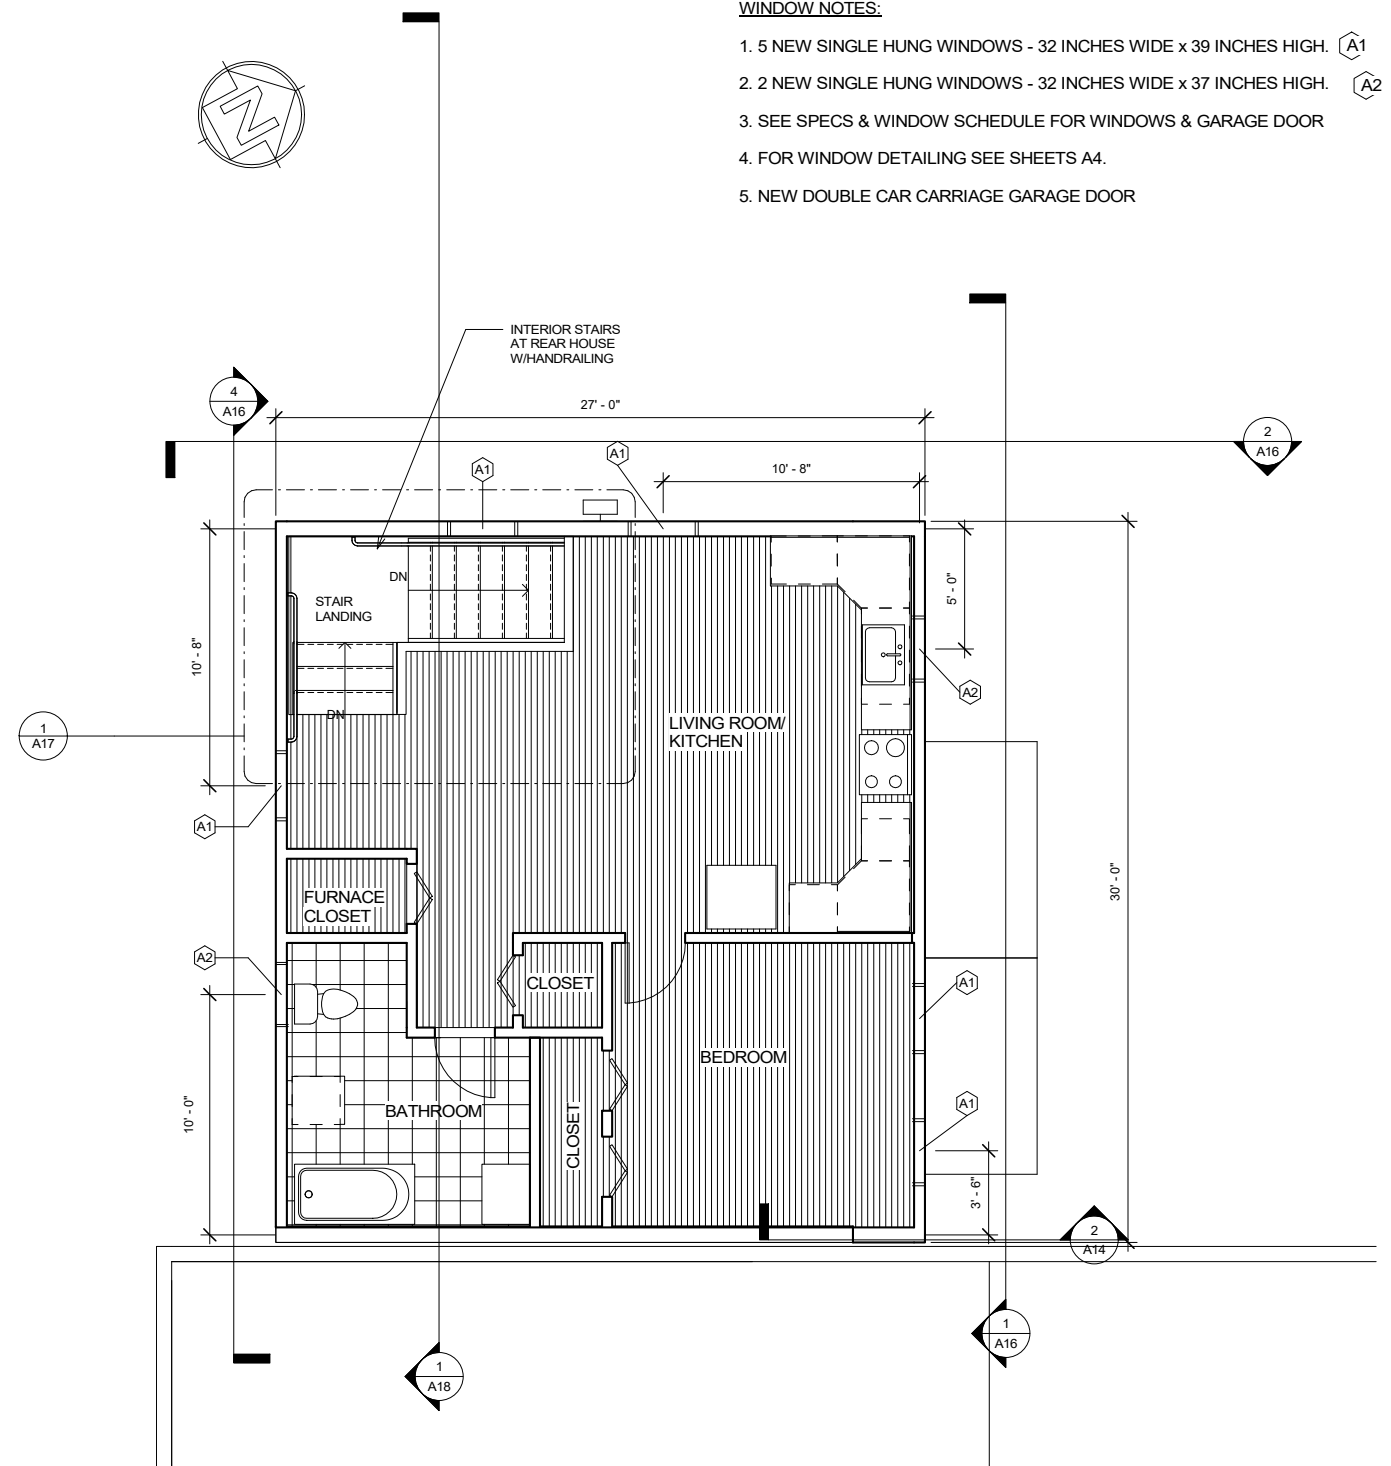 WINDOW NOTES:
1. 5 NEW SINGLE HUNG WINDOWS - 32 INCHES WIDE x 39 INCHES HIGH. A1
2. 2 NEW SINGLE HUNG WINDOWS - 32 INCHES WIDE x 37 INCHES HIGH. A2
3. SEE SPECS & WINDOW SCHEDULE FOR WINDOWS & GARAGE DOOR
4. FOR WINDOW DETAILING SEE SHEETS A4.
5. NEW DOUBLE CAR CARRIAGE GARAGE DOOR
N
INTERIOR STAIRS
AT REAR HOUSE
W/HANDRAILING
4
A16
27' - 0"
2
A16
A1
A1
10' - 8"
DN
STAIR
LANDING
5' - 0"
10' - 8"
A2
DN
LIVING ROOM/
KITCHEN
1
A17
A1
30' - 0"
FURNACE
CLOSET
A2
CLOSET
A1
BEDROOM
10' - 0"
BATHROOM
CLOSET
A1
3' - 6"
2
A14
1
A16
1
A18